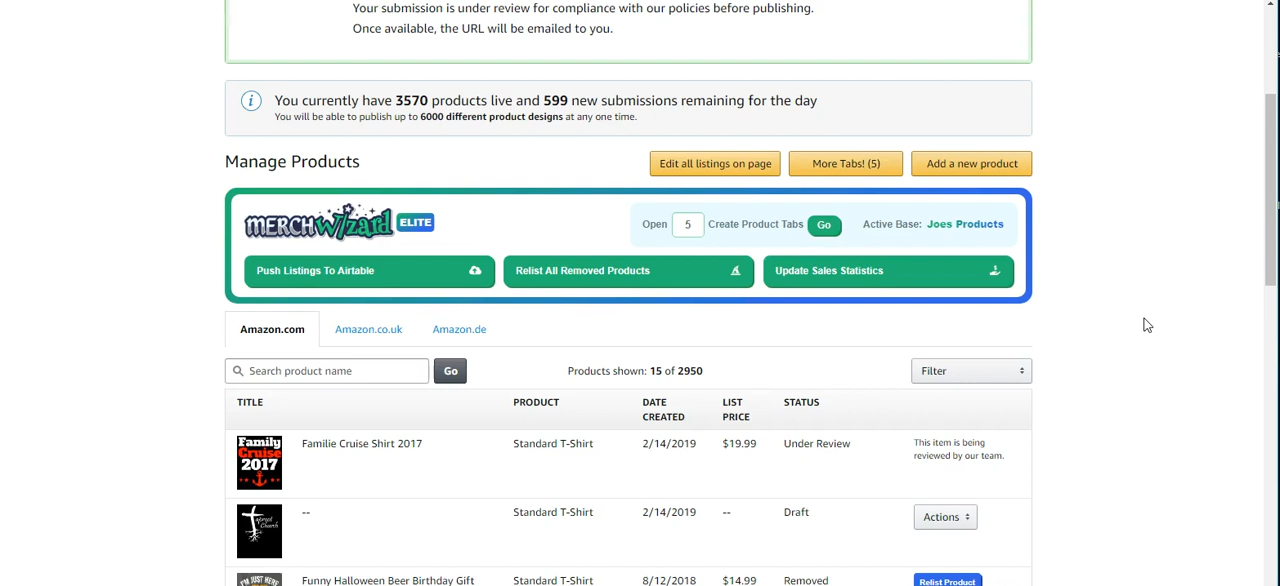 Your submission is under review for compliance with our policies before publishing.
Once available, the URL will be emailed to you.
You currently have 3570 products live and 599 new submissions remaining for the day
You will be able to publish up to 6000 different product designs at any one time.
Manage Products
Edit all listings on page
More Tabs! (5)
Add a new product
MERCHWIZARD ELITE
Open 5 Create Product Tabs Go
Active Base: Joes Products
Push Listings To Airtable
Relist All Removed Products
Update Sales Statistics
Amazon.com
Amazon.co.uk
Amazon.de
Search product name
Go
Products shown: 15 of 2950
Filter
TITLE
PRODUCT
DATE CREATED
LIST PRICE
STATUS
Family
Cruise
2017
Familie Cruise Shirt 2017
Standard T-Shirt
2/14/2019
$19.99
Under Review
This item is being
reviewed by our team.
--
Standard T-Shirt
2/14/2019
--
Draft
Actions
I'M JUST HERE
Funny Halloween Beer Birthday Gift
Standard T-Shirt
8/12/2018
$14.99
Removed
Relist Product